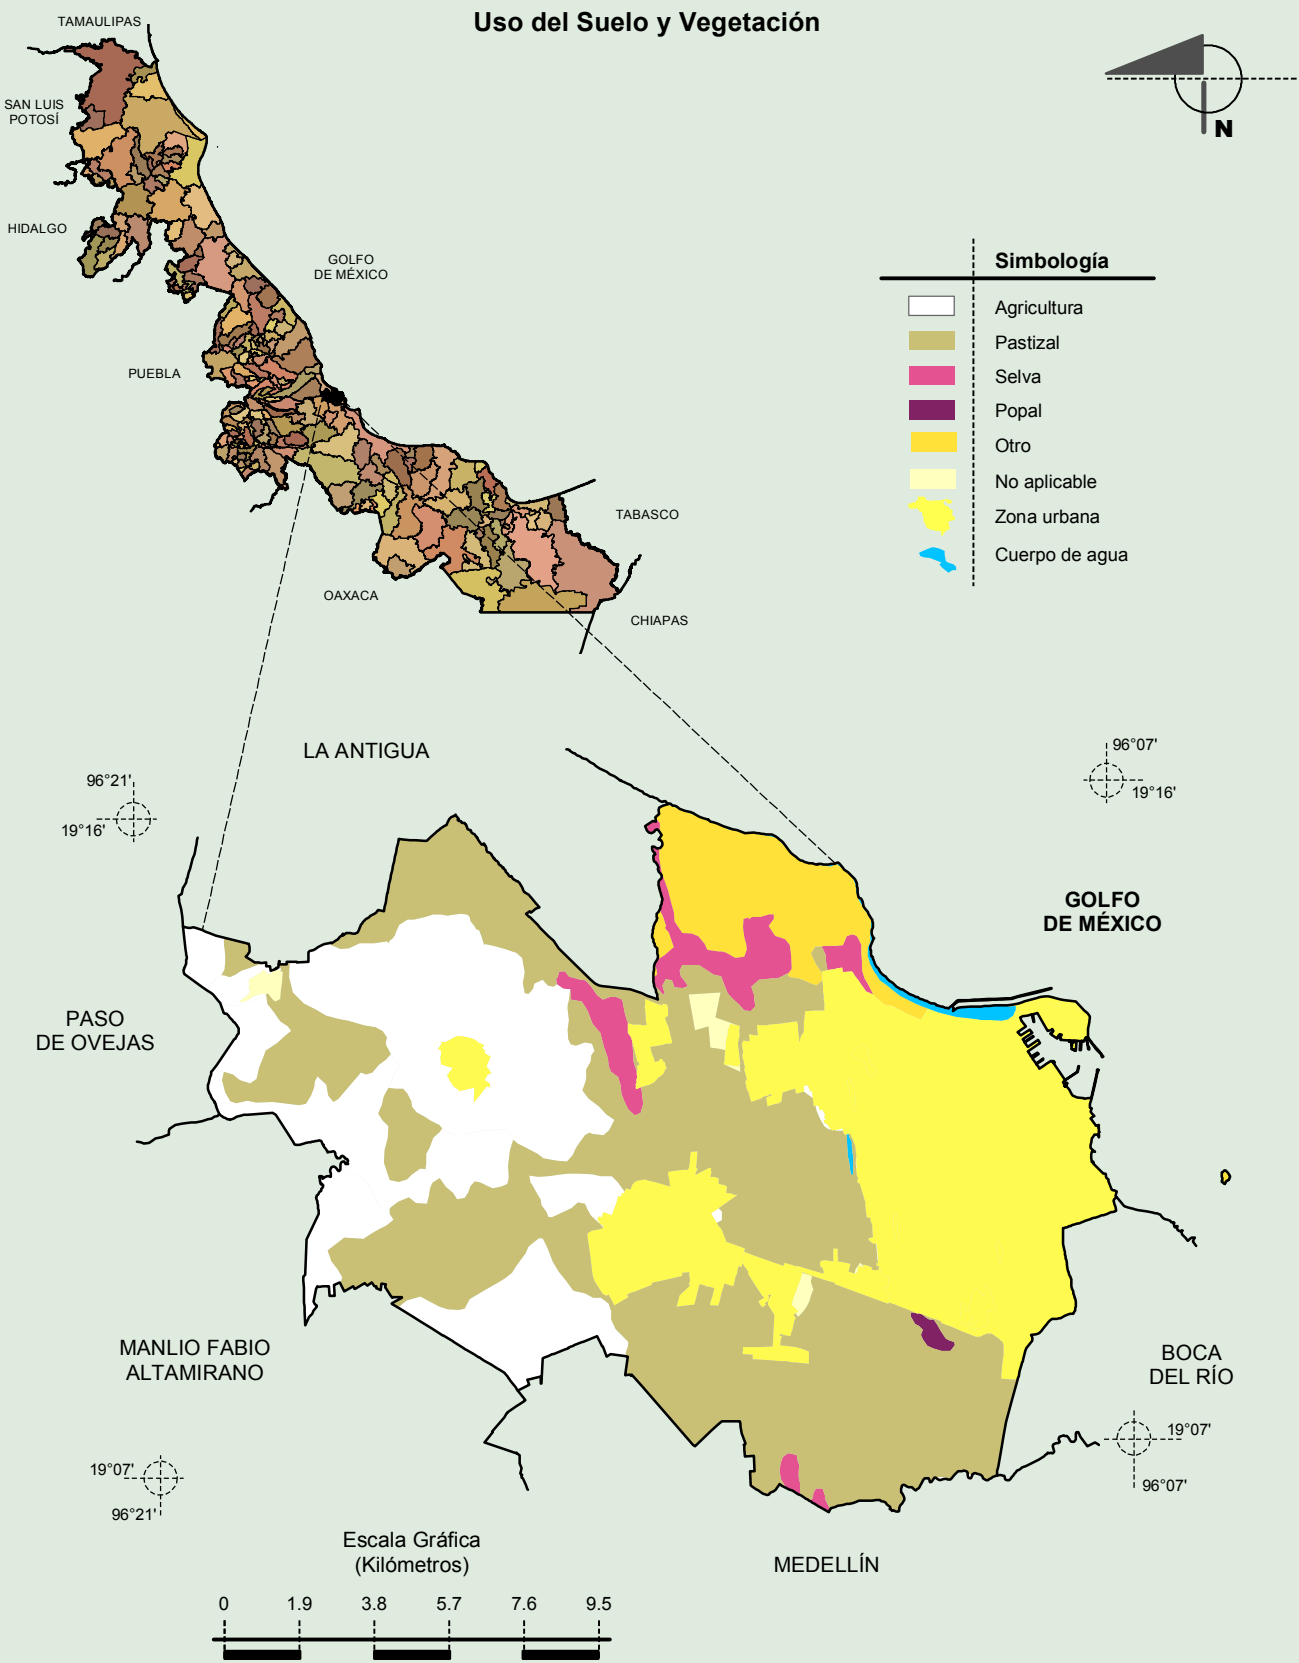 Uso del Suelo y Vegetación
TAMAULIPAS
SAN LUIS
POTOSÍ
HIDALGO
GOLFO
DE MÉXICO
PUEBLA
TABASCO
OAXACA
CHIAPAS
N
Simbología
Agricultura
Pastizal
Selva
Popal
Otro
No aplicable
Zona urbana
Cuerpo de agua
LA ANTIGUA
96°21'
19°16'
96°07'
19°16'
GOLFO
DE MÉXICO
PASO
DE OVEJAS
MANLIO FABIO
ALTAMIRANO
BOCA
DEL RÍO
19°07'
96°21'
19°07'
96°07'
MEDELLÍN
Escala Gráfica
(Kilómetros)
0 1.9 3.8 5.7 7.6 9.5